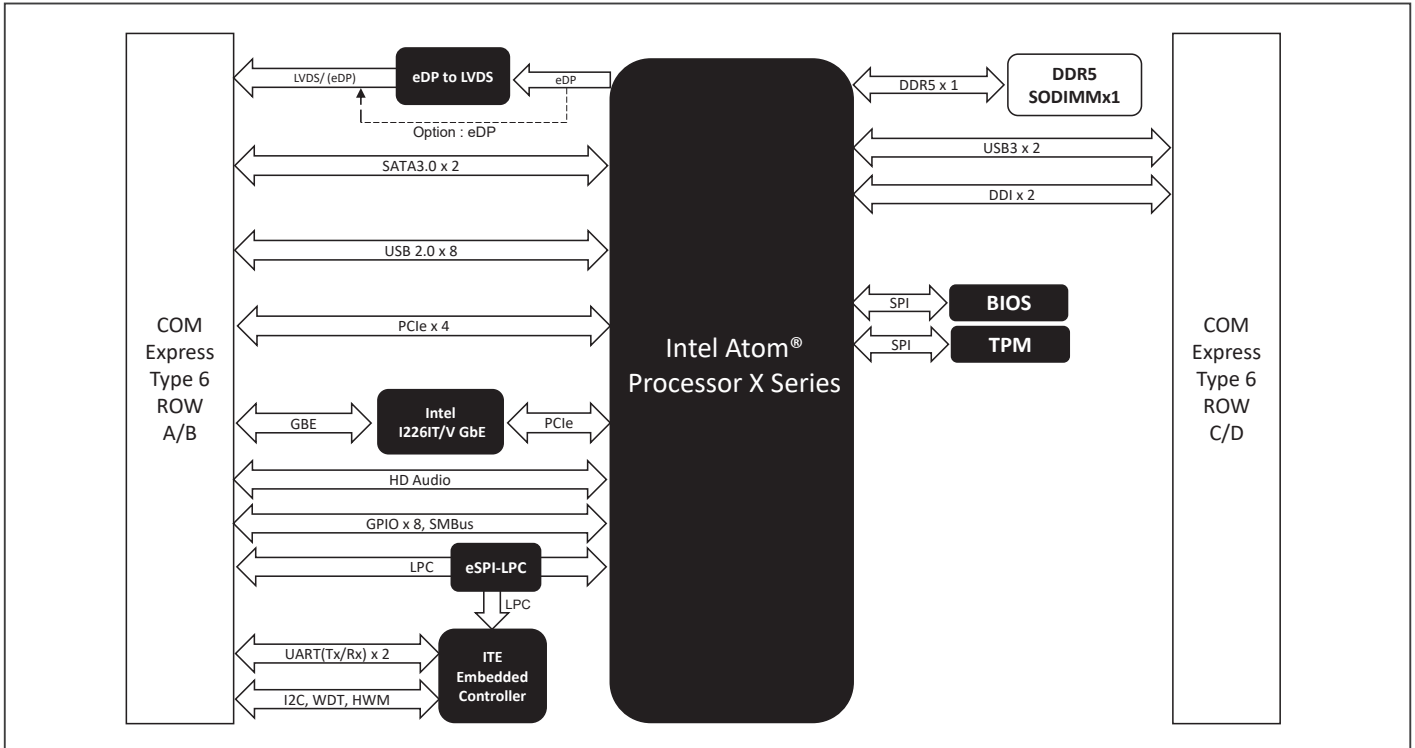 COM
Express
Type 6
ROW
A/B
LVDS/ (eDP)
eDP to LVDS
eDP
Option : eDP
SATA3.0 x 2
USB 2.0 x 8
PCIe x 4
GBE
Intel
I226IT/V GbE
PCIe
HD Audio
GPIO x 8, SMBus
LPC
eSPI-LPC
LPC
UART(Tx/Rx) x 2
I2C, WDT, HWM
ITE
Embedded
Controller
Intel Atom®
Processor X Series
DDR5 x 1
DDR5
SODIMMx1
USB3 x 2
DDI x 2
SPI
BIOS
SPI
TPM
COM
Express
Type 6
ROW
C/D